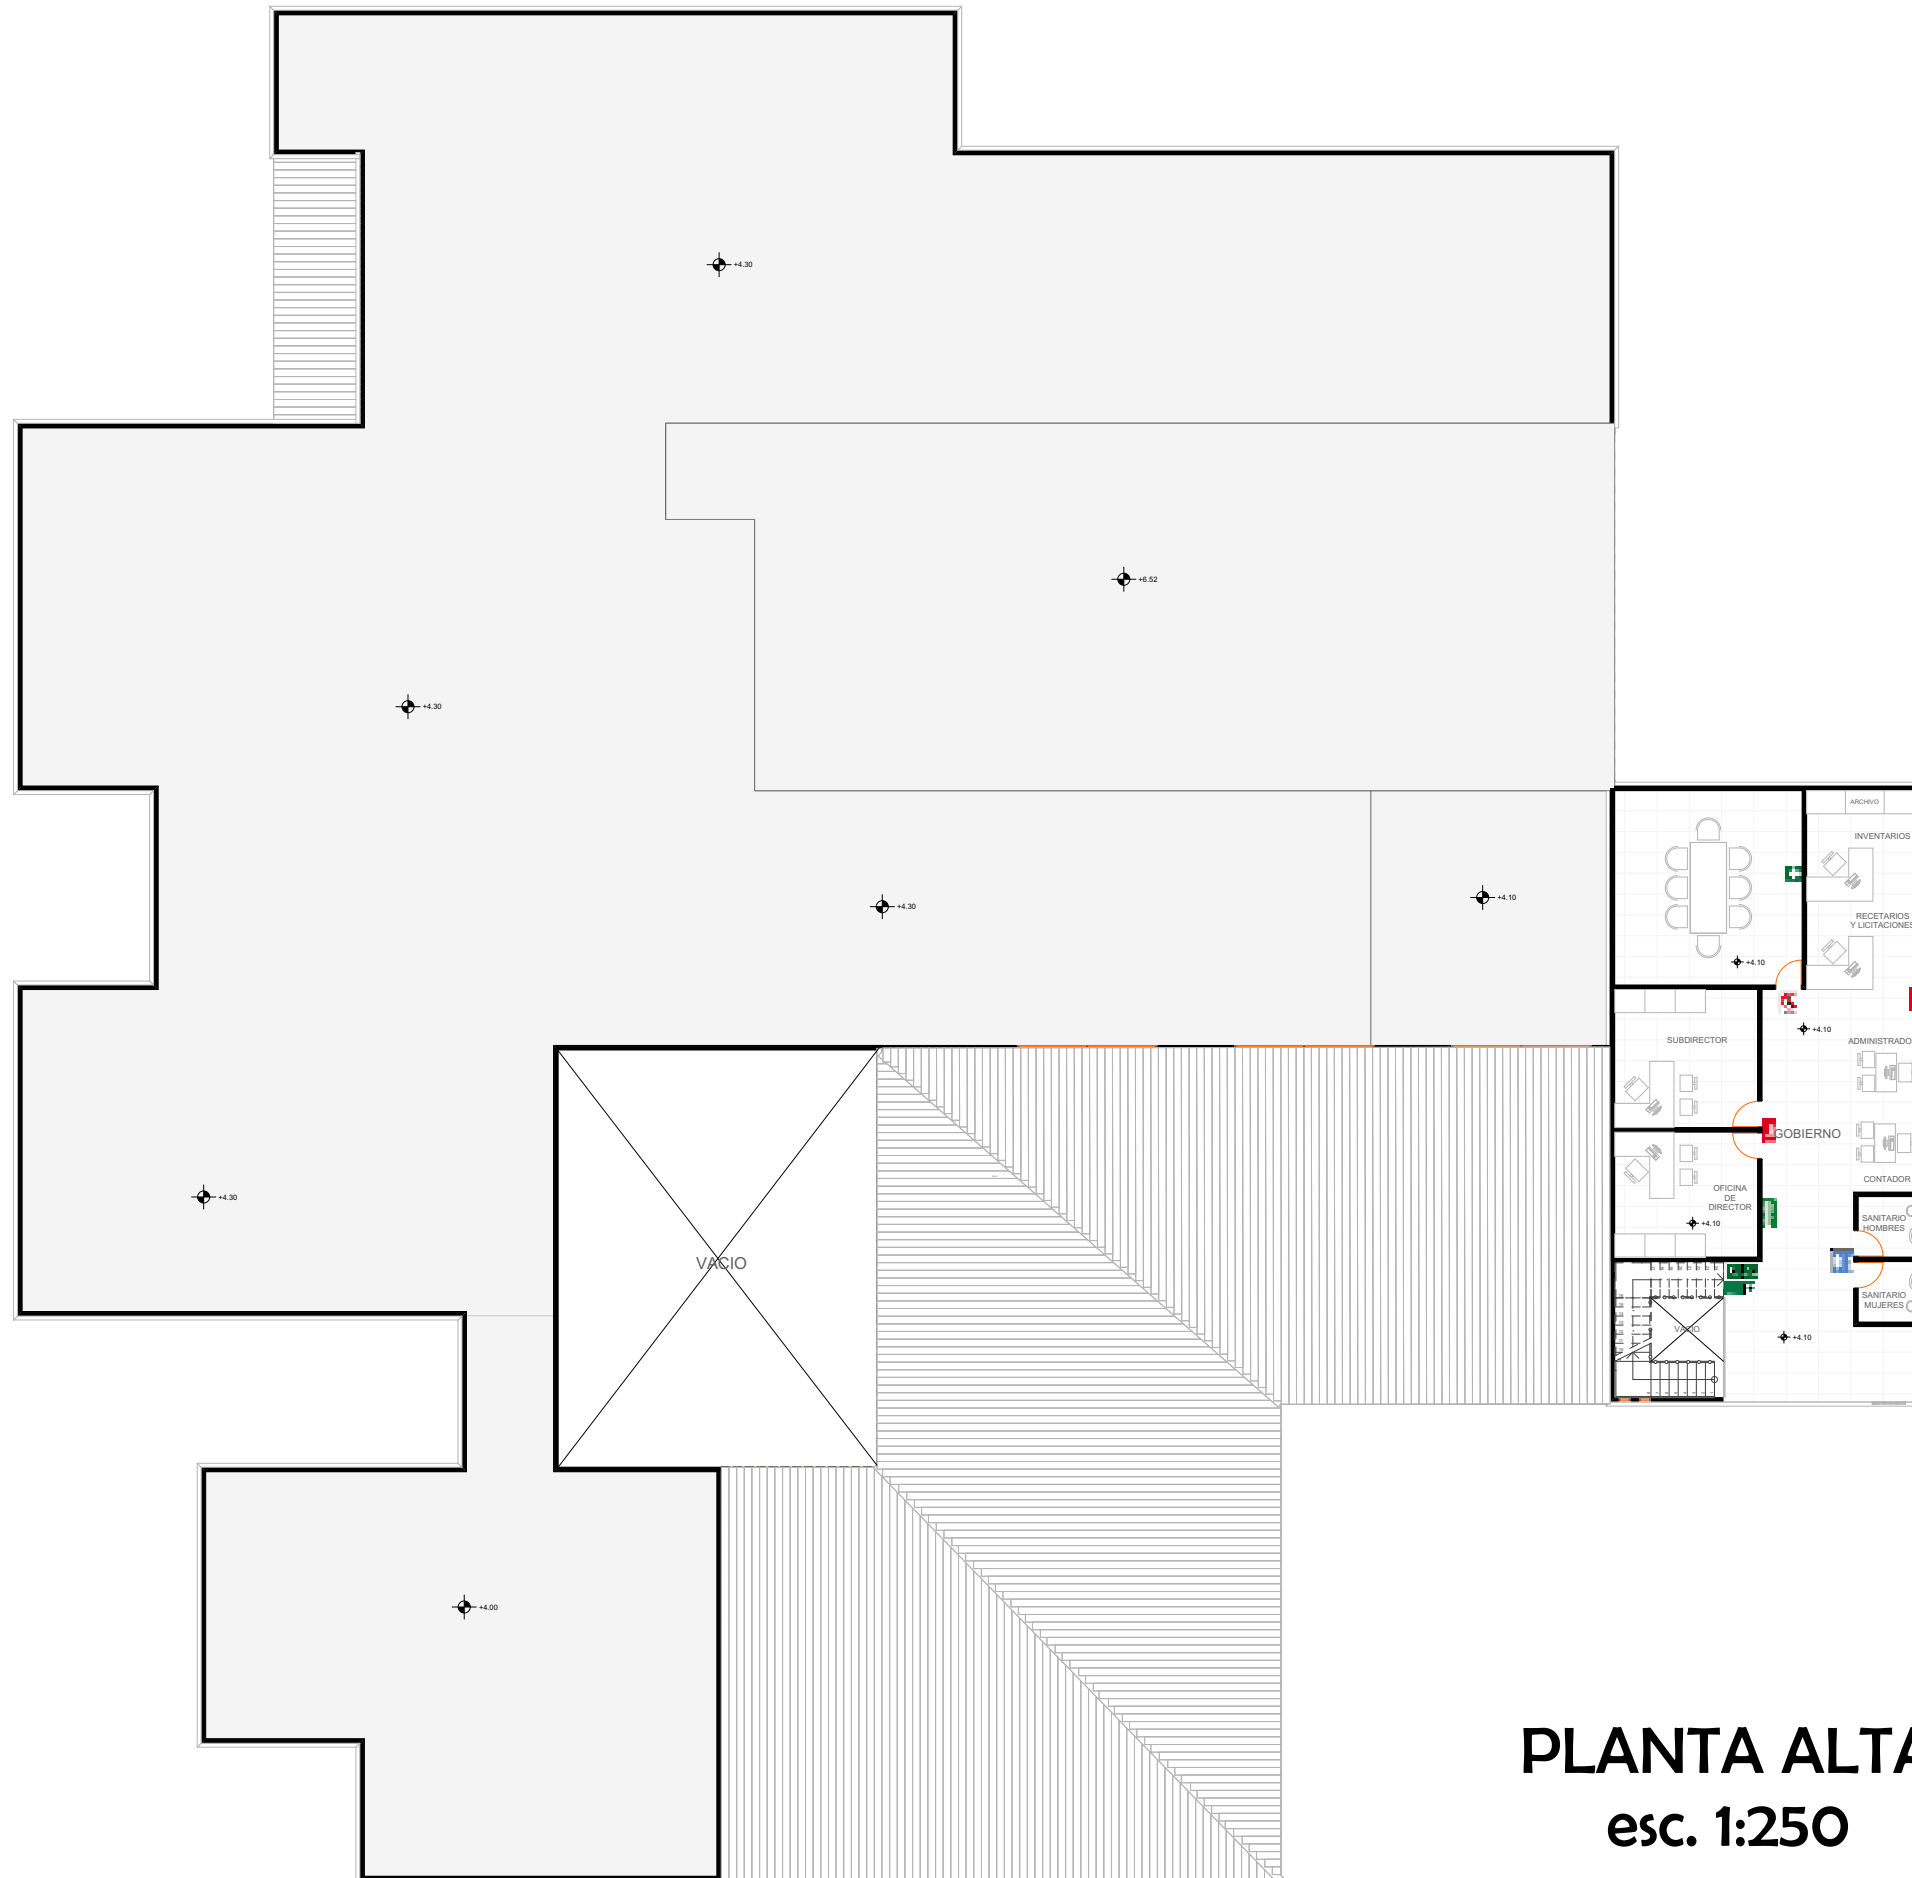 +4.30
+6.52
+4.30
ARCHIVO
INVENTARIOS
+4.30
+4.10
RECETARIOS
Y LICITACIONES
+4.10
+4.10
SUBDIRECTOR
ADMINISTRADO
GOBIERNO
CONTADOR
OFICINA
DE
DIRECTOR
+4.30
+4.10
SANITARIO
HOMBRES
VACIO
SANITARIO
MUJERES
VACIO
+4.10
+4.00
PLANTA ALTA
esc. 1:250